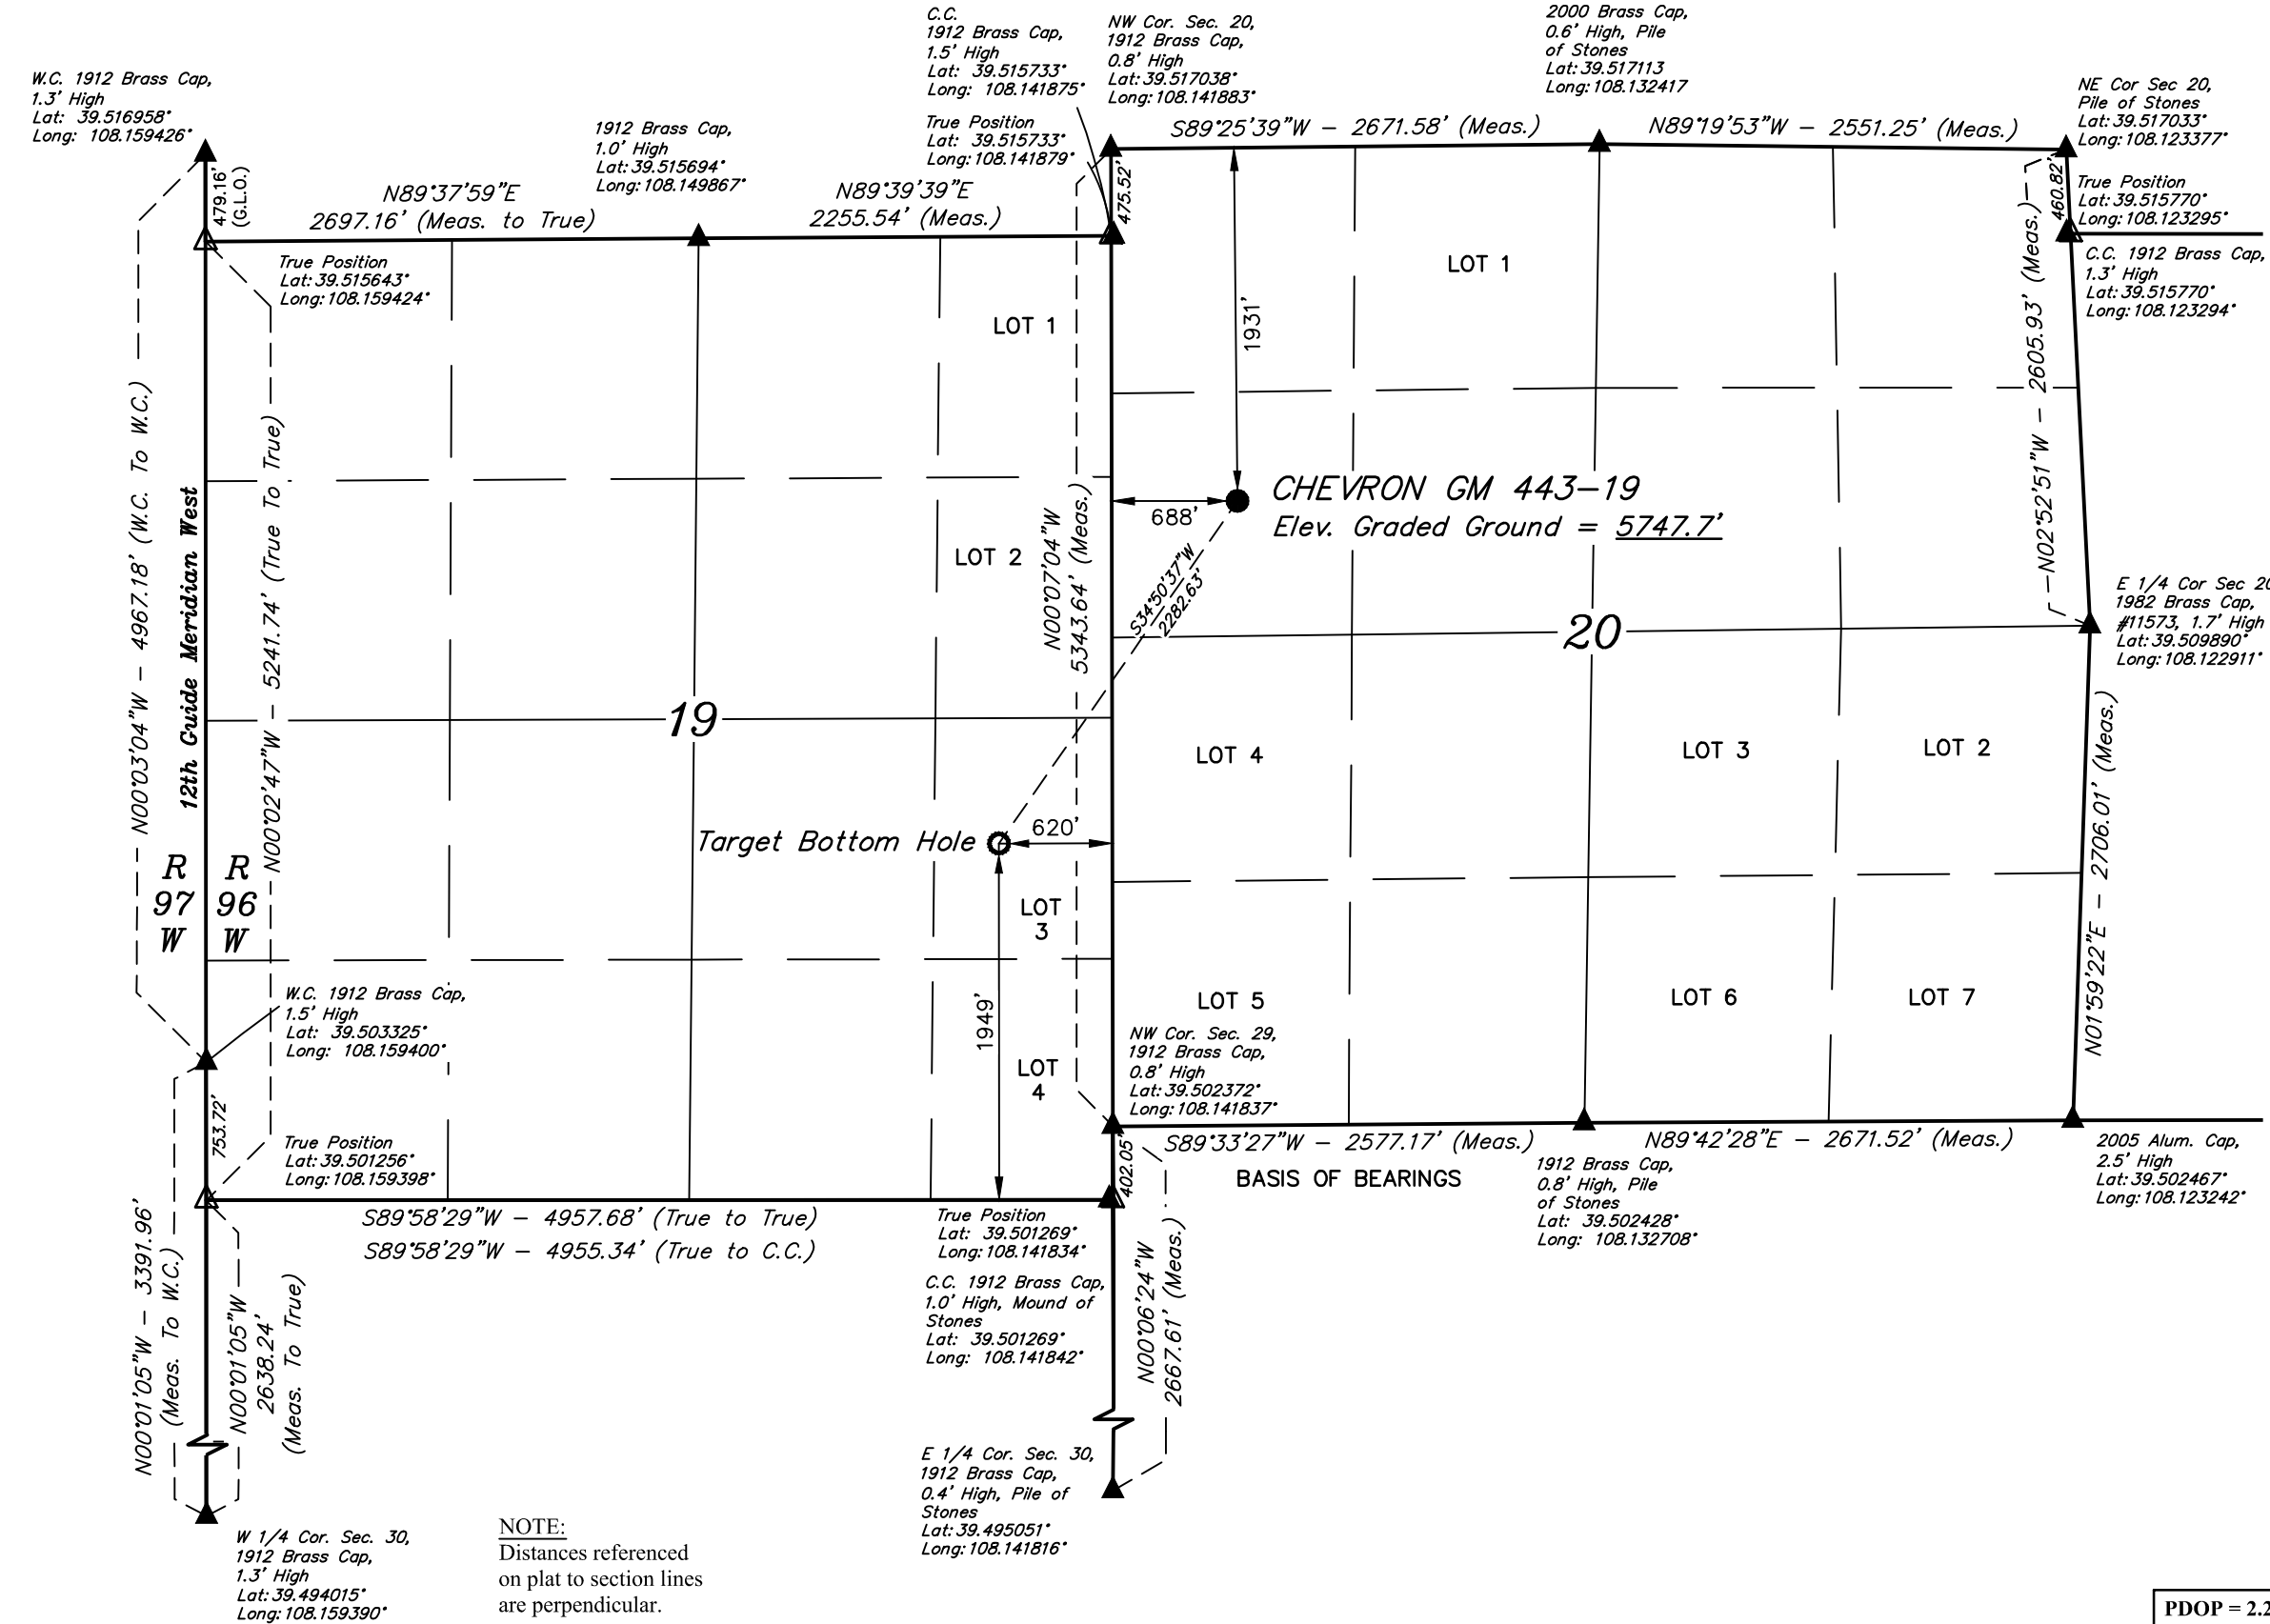 W.C. 1912 Brass Cap,
1.3' High
Lat: 39.516958°
Long: 108.159426°
C.C.
1912 Brass Cap,
1.5' High
Lat: 39.515733°
Long: 108.141875°
True Position
Lat: 39.515733°
Long: 108.141879°
NW Cor. Sec. 20,
1912 Brass Cap,
0.8' High
Lat: 39.517038°
Long: 108.141883°
2000 Brass Cap,
0.6' High, Pile
of Stones
Lat: 39.517113
Long: 108.132417
NE Cor Sec 20,
Pile of Stones
Lat: 39.517033°
Long: 108.123377°
True Position
Lat: 39.515770°
Long: 108.123295°
C.C. 1912 Brass Cap,
1.3' High
Lat: 39.515770°
Long: 108.123294°
1912 Brass Cap,
1.0' High
Lat: 39.515694°
Long: 108.149867°
S89°25'39"W – 2671.58' (Meas.)
N89°19'53"W – 2551.25' (Meas.)
479.16'
(G.L.O.)
N89°37'59"E
2697.16' (Meas. to True)
N89°39'39"E
2255.54' (Meas.)
475.52'
460.82'
True Position
Lat: 39.515643°
Long: 108.159424°
LOT 1
LOT 1
1931'
N02°52'51"W – 2605.93' (Meas.)
N00°03'04"W – 4967.18' (W.C. To W.C.)
12th Guide Meridian West
N00°02'47"W – 5241.74' (True To True)
N00°07'04"W
5343.64' (Meas.)
688'
CHEVRON GM 443–19
Elev. Graded Ground = 5747.7'
LOT 2
S34°50'37"W
2282.63'
E 1/4 Cor Sec 20
1982 Brass Cap,
#11573, 1.7' High
Lat: 39.509890°
Long: 108.122911°
20
19
LOT 4
LOT 3
LOT 2
Target Bottom Hole
620'
R
97
W
R
96
W
LOT
3
N01°59'22"E – 2706.01' (Meas.)
W.C. 1912 Brass Cap,
1.5' High
Lat: 39.503325°
Long: 108.159400°
1949'
LOT
4
LOT 5
LOT 6
LOT 7
NW Cor. Sec. 29,
1912 Brass Cap,
0.8' High
Lat: 39.502372°
Long: 108.141837°
753.72'
True Position
Lat: 39.501256°
Long: 108.159398°
402.05'
S89°33'27"W – 2577.17' (Meas.)
BASIS OF BEARINGS
N89°42'28"E – 2671.52' (Meas.)
1912 Brass Cap,
0.8' High, Pile
of Stones
Lat: 39.502428°
Long: 108.132708°
2005 Alum. Cap,
2.5' High
Lat: 39.502467°
Long: 108.123242°
S89°58'29"W – 4957.68' (True to True)
S89°58'29"W – 4955.34' (True to C.C.)
True Position
Lat: 39.501269°
Long: 108.141834°
C.C. 1912 Brass Cap,
1.0' High, Mound of
Stones
Lat: 39.501269°
Long: 108.141842°
N00°01'05"W – 3391.96'
(Meas. To W.C.)
N00°01'05"W
2638.24'
(Meas. To True)
N00°06'24"W
2667.61' (Meas.)
E 1/4 Cor. Sec. 30,
1912 Brass Cap,
0.4' High, Pile of
Stones
Lat: 39.495051°
Long: 108.141816°
W 1/4 Cor. Sec. 30,
1912 Brass Cap,
1.3' High
Lat: 39.494015°
Long: 108.159390°
NOTE:
Distances referenced
on plat to section lines
are perpendicular.
PDOP = 2.2